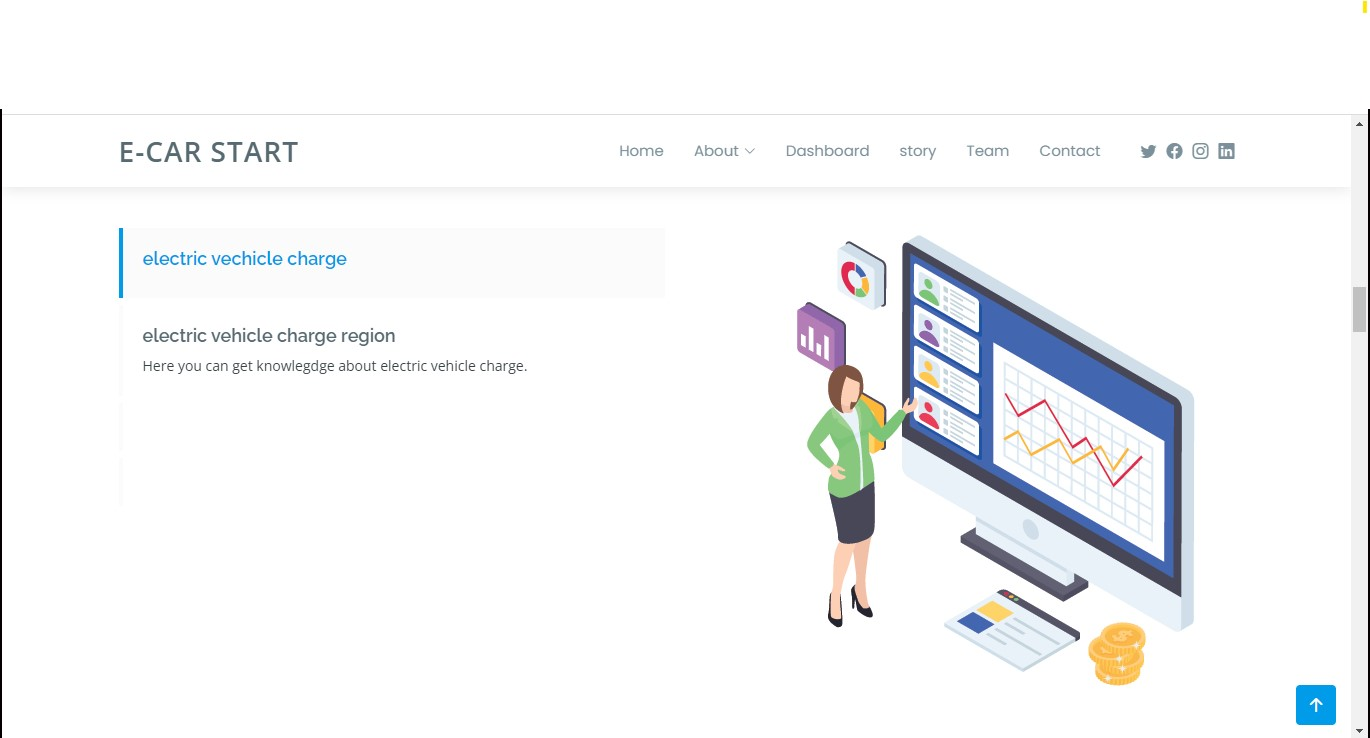 E-CAR START
Home About Dashboard story Team Contact
electric vechicle charge
electric vehicle charge region
Here you can get knowlegdge about electric vehicle charge.